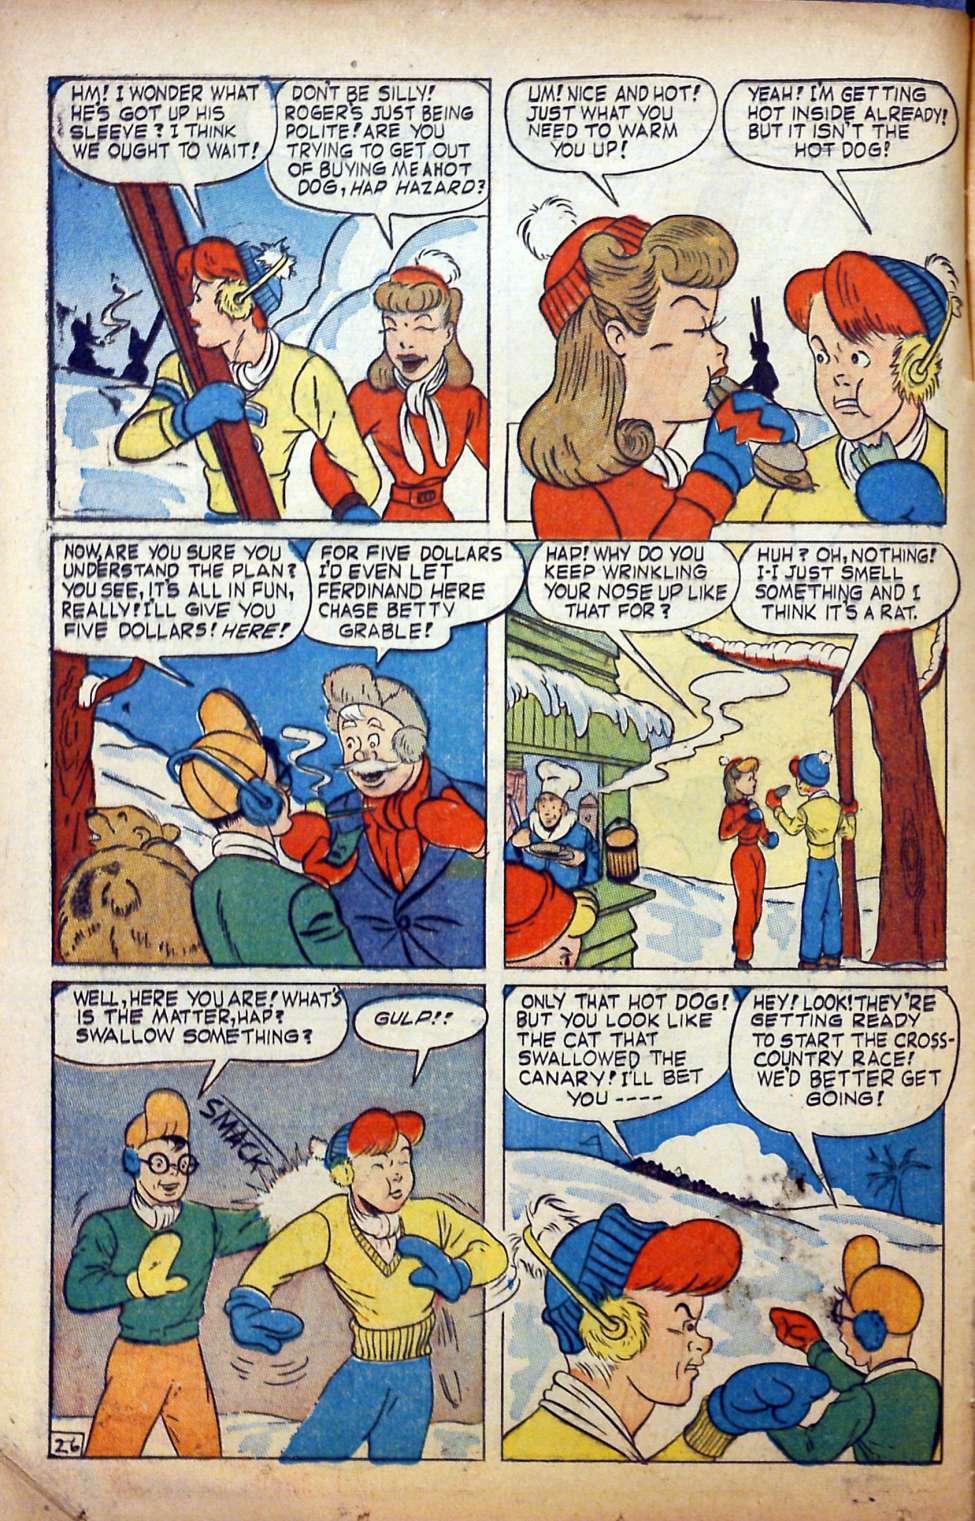 HM! I WONDER WHAT
HE'S GOT UP HIS
SLEEVE? I THINK
WE OUGHT TO WAIT!
DON'T BE SILLY!
ROGER'S JUST BEING
POLITE! ARE YOU
TRYING TO GET OUT
OF BUYING ME A HOT
DOG, HAP HAZARD?
UM! NICE AND HOT!
JUST WHAT YOU
NEED TO WARM
YOU UP!
YEAH! I'M GETTING
HOT INSIDE ALREADY!
BUT IT ISN'T THE
HOT DOG!
NOW, ARE YOU SURE YOU
UNDERSTAND THE PLAN?
YOU SEE, IT'S ALL IN FUN,
REALLY! I'LL GIVE YOU
FIVE DOLLARS! HERE!
FOR FIVE DOLLARS
I'D EVEN LET
FERDINAND HERE
CHASE BETTY
GRABLE!
HAP! WHY DO YOU
KEEP WRINKLING
YOUR NOSE UP LIKE
THAT FOR?
HUH? OH, NOTHING!
I-I JUST SMELL
SOMETHING AND I
THINK IT'S A RAT.
WELL, HERE YOU ARE! WHAT'S
IS THE MATTER, HAP?
SWALLOW SOMETHING?
GULP!!
SMACK
26
ONLY THAT HOT DOG!
BUT YOU LOOK LIKE
THE CAT THAT
SWALLOWED THE
CANARY! I'LL BET
YOU ----
HEY! LOOK! THEY'RE
GETTING READY
TO START THE CROSS-
COUNTRY RACE!
WE'D BETTER GET
GOING!